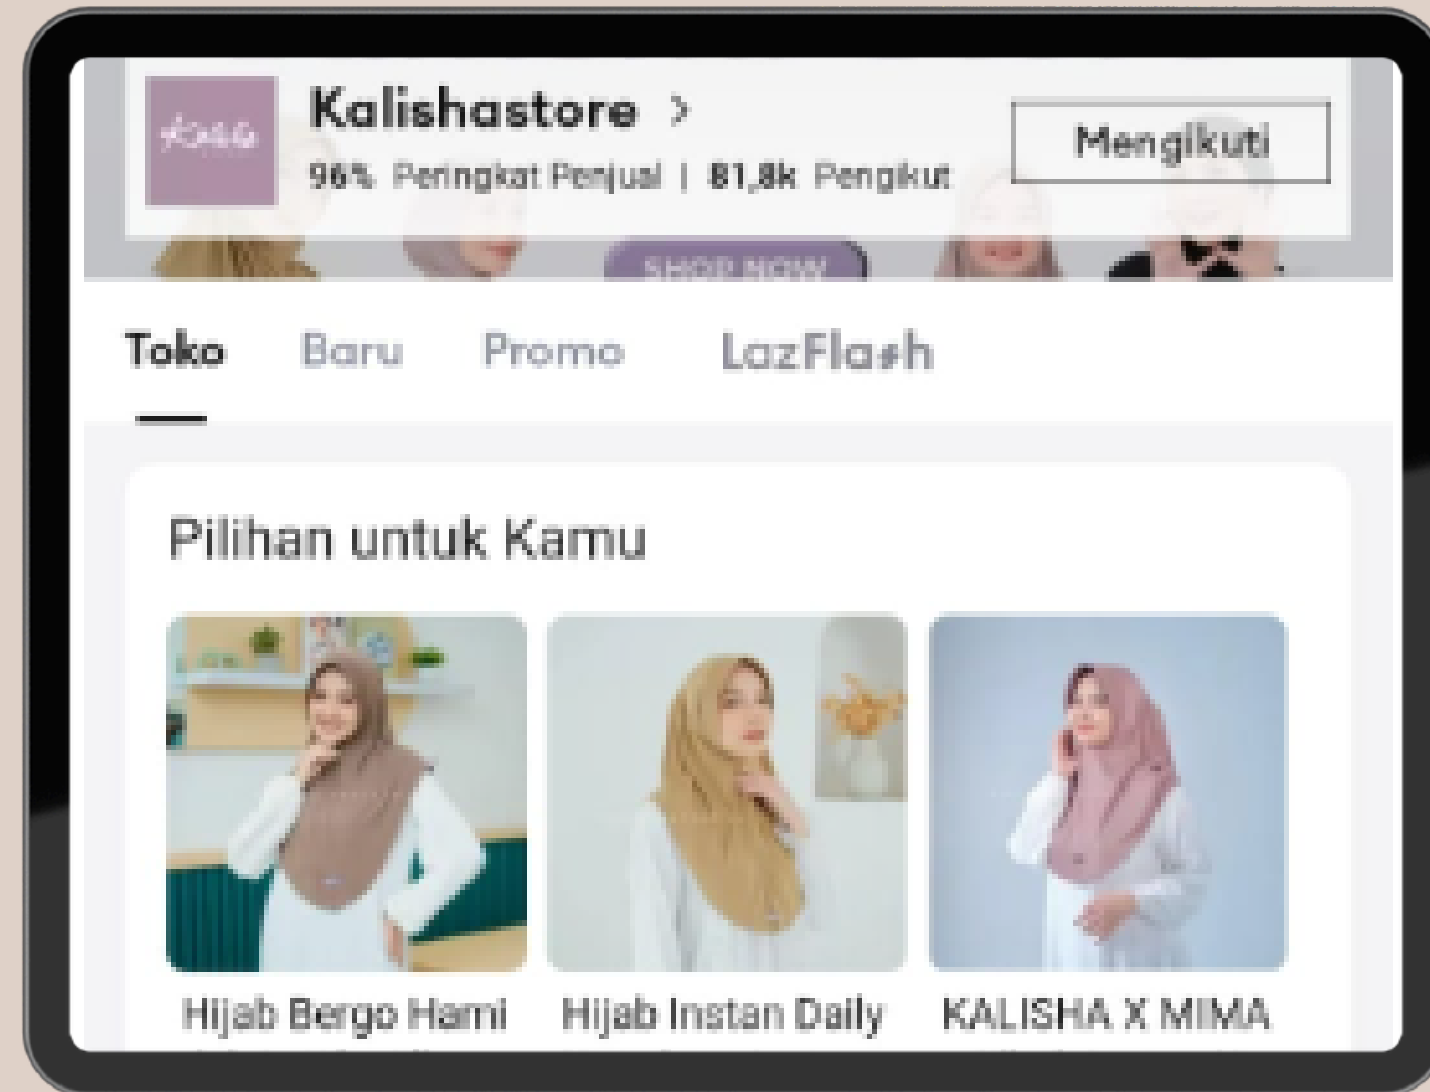 Kalishastore >
96% Peringkat Penjual | 81,8k Pengikut
Mengikuti
SHOP NOW
Toko Baru Promo LazFlash
Pilihan untuk Kamu
Hijab Bergo Hami
Hijab Instan Daily
KALISHA X MIMA